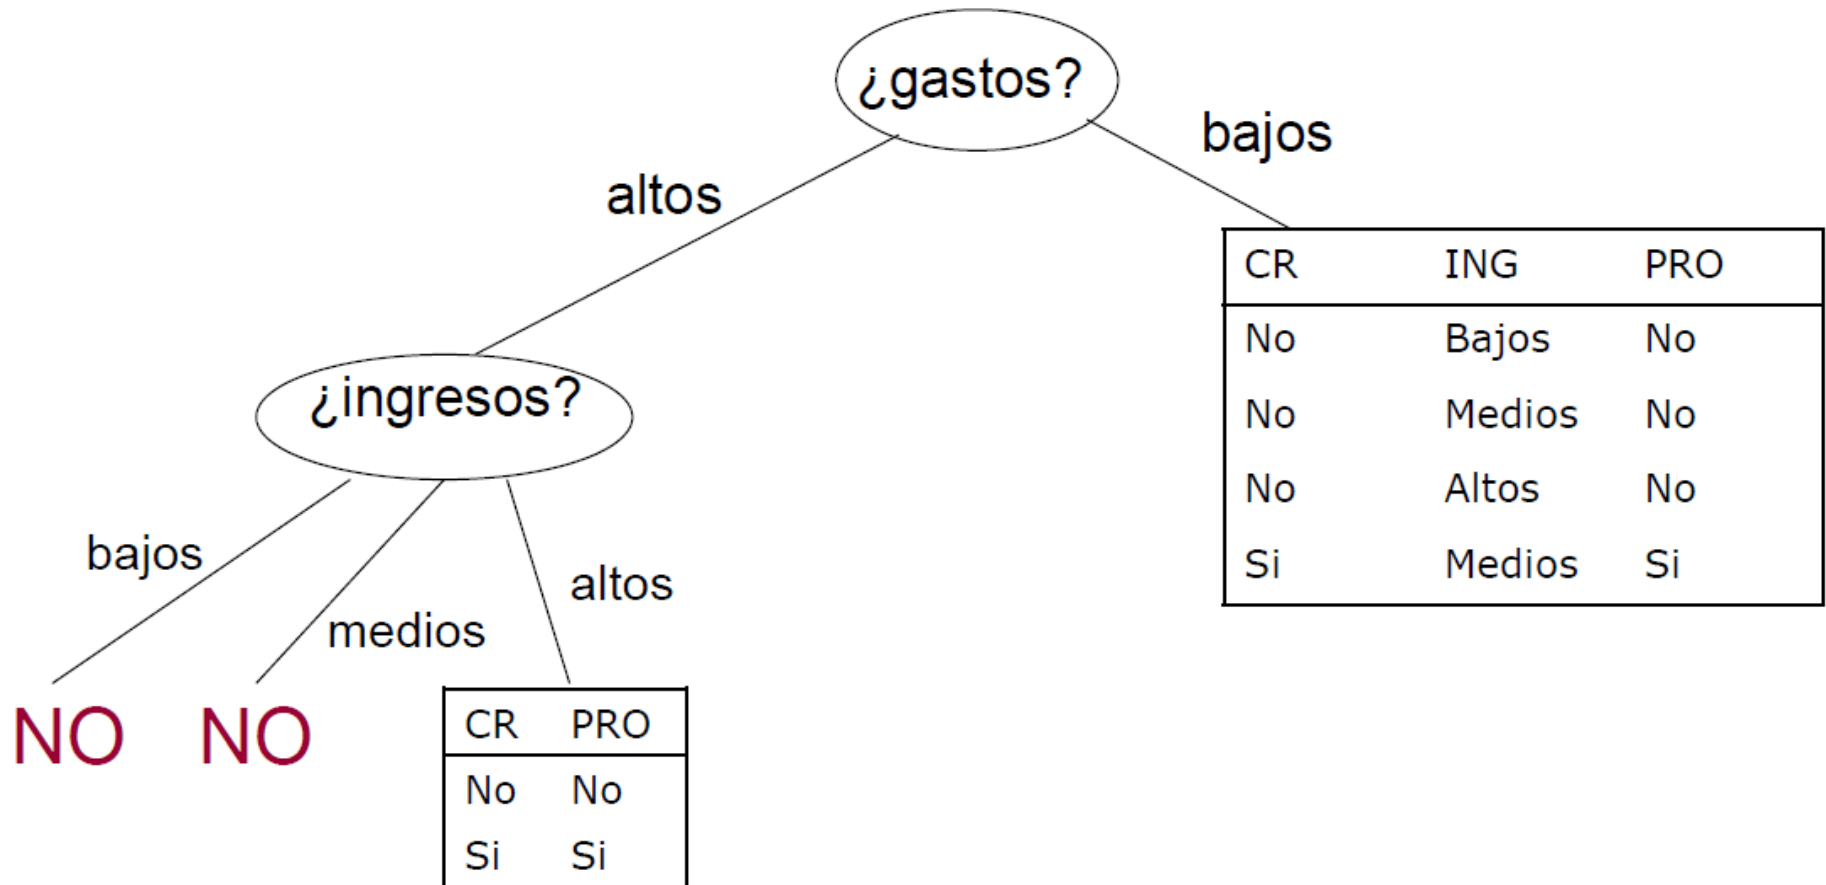 ¿gastos?
altos
bajos
CR ING PRO
No Bajos No
No Medios No
No Altos No
Si Medios Si
¿ingresos?
bajos
medios
altos
NO
NO
CR PRO
No No
Si Si